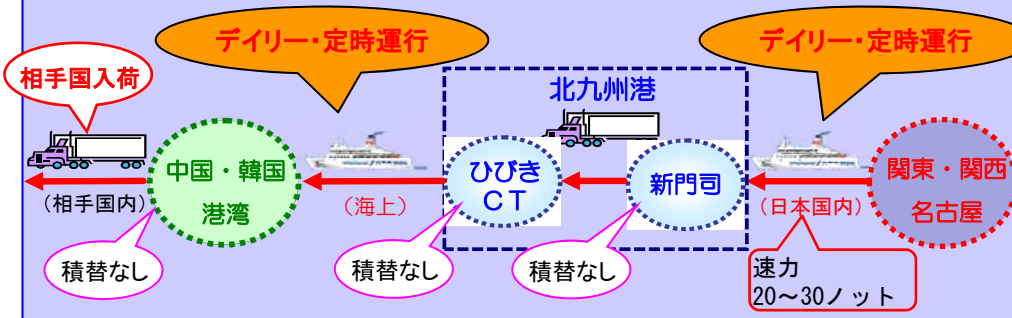 デイリー・定時運行
デイリー・定時運行
相手国入荷
北九州港
中国・韓国
港湾
ひびき
CT
新門司
関東・関西
名古屋
(相手国内)
(海上)
(日本国内)
積替なし
積替なし
積替なし
速力
20～30ノット